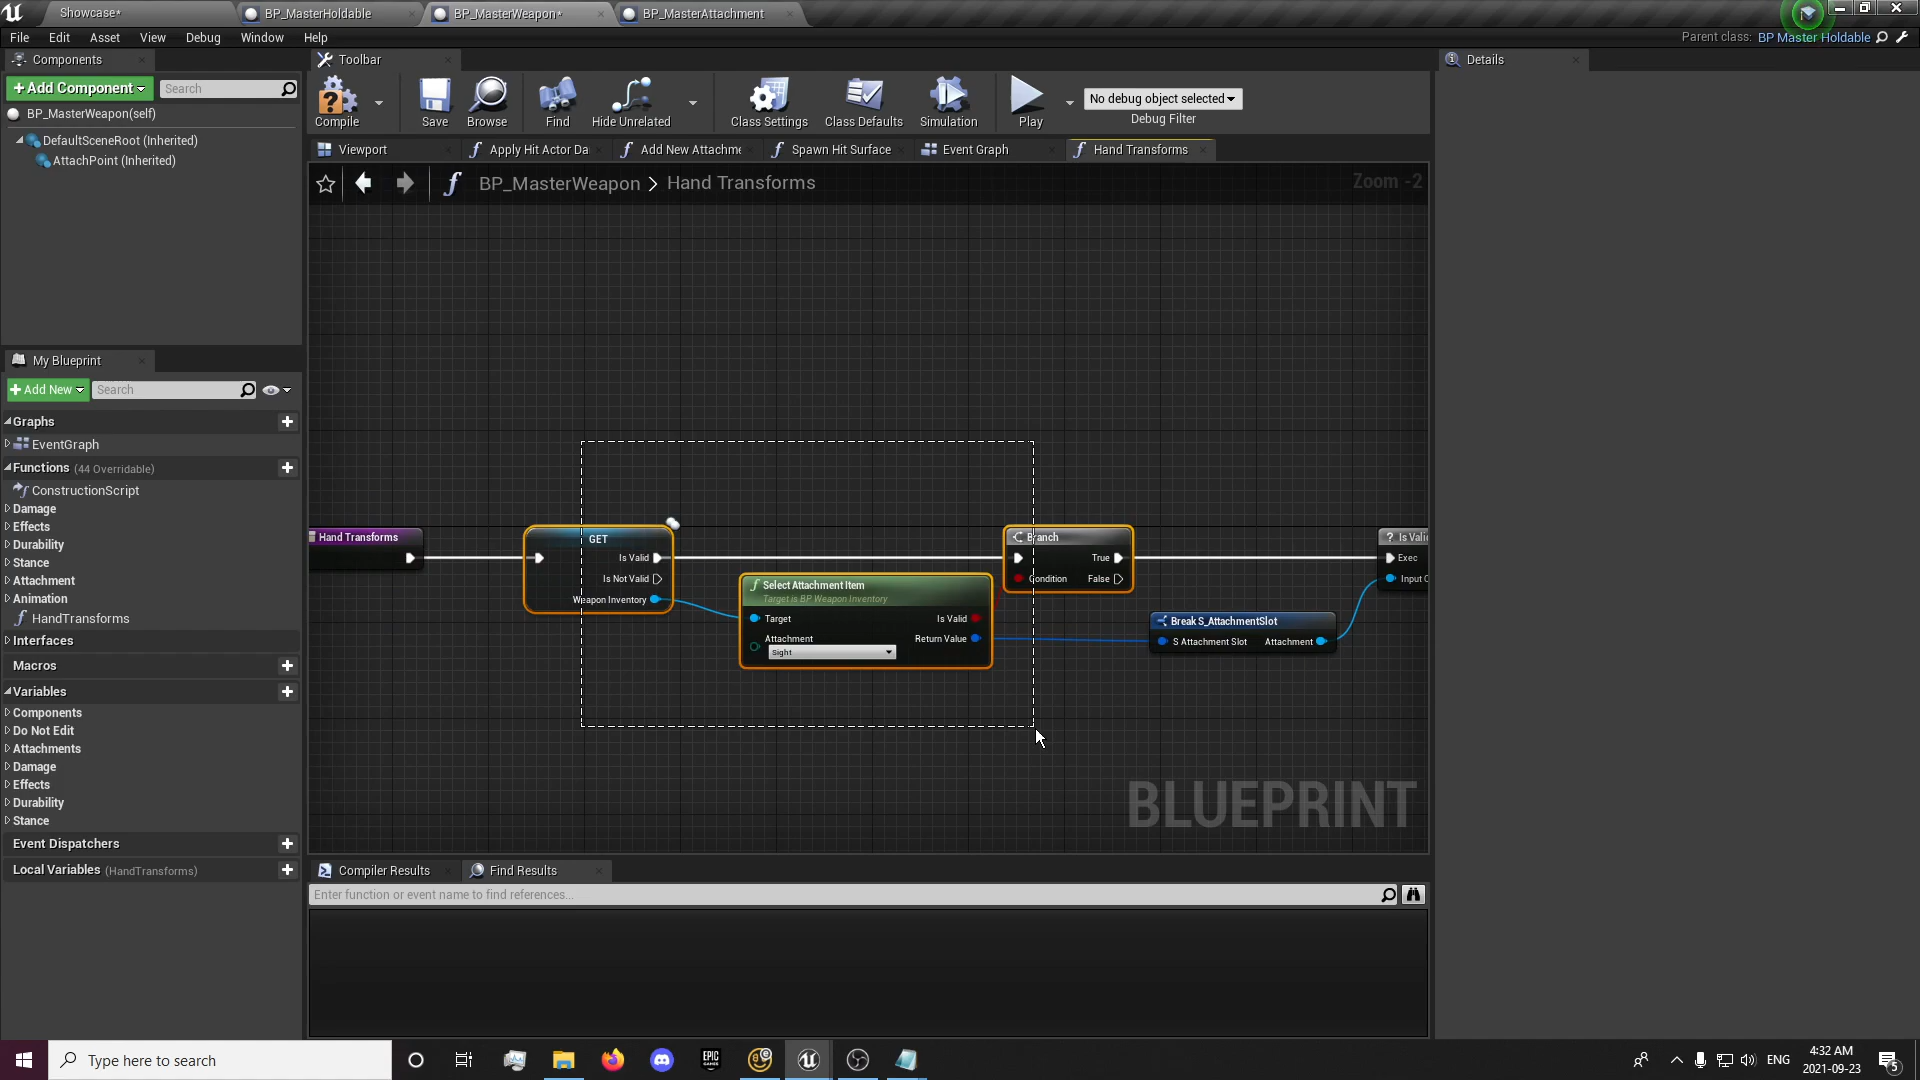 Showcase*
BP_MasterHoldable
BP_MasterWeapon*
BP_MasterAttachment
File Edit Asset View Debug Window Help
Parent class: BP Master Holdable
Components
Toolbar
Details
+ Add Component
Search
BP_MasterWeapon(self)
DefaultSceneRoot (Inherited)
AttachPoint (Inherited)
Compile
Save
Browse
Find
Hide Unrelated
Class Settings
Class Defaults
Simulation
Play
No debug object selected
Debug Filter
Viewport
Apply Hit Actor Da
Add New Attachme
Spawn Hit Surface
Event Graph
Hand Transforms
BP_MasterWeapon > Hand Transforms
Zoom -2
My Blueprint
+ Add New
Search
Graphs
EventGraph
Functions (44 Overridable)
ConstructionScript
Damage
Effects
Durability
Stance
Attachment
Animation
HandTransforms
Interfaces
Macros
Variables
Components
Do Not Edit
Attachments
Damage
Effects
Durability
Stance
Event Dispatchers
Local Variables (HandTransforms)
Hand Transforms
GET
Is Valid
Is Not Valid
Weapon Inventory
Select Attachment Item
Target is BP Weapon Inventory
Target
Is Valid
Attachment
Return Value
Sight
Branch
True
Condition
False
Break S_AttachmentSlot
S Attachment Slot
Attachment
? Is Vali
Exec
Input
BLUEPRINT
Compiler Results
Find Results
Enter function or event name to find references...
Type here to search
EPIC
GAMES
ENG
4:32 AM
2021-09-23
5